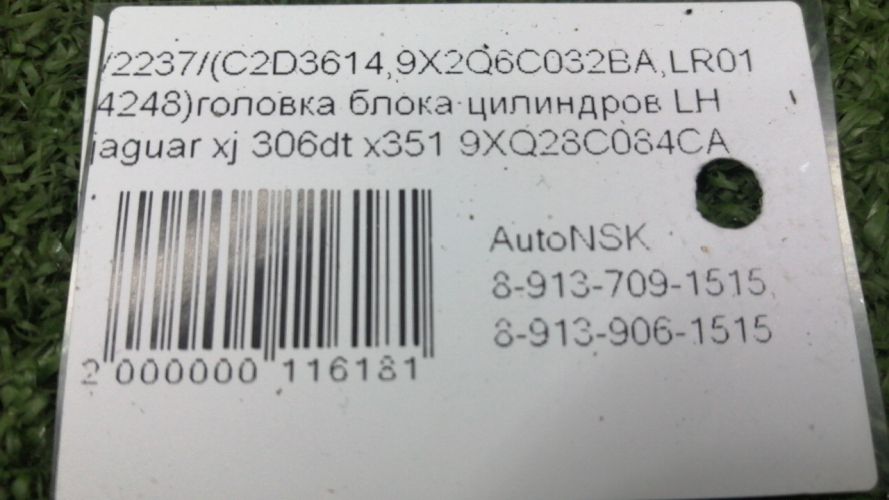 /2237/(C2D3614,9X2Q6C032BA,LR01
4248)головка блока цилиндров LH
jaguar xj 306dt x351 9XQ28C084CA
AutoNSK
8-913-709-1515,
8-913-906-1515
2 000000 116181